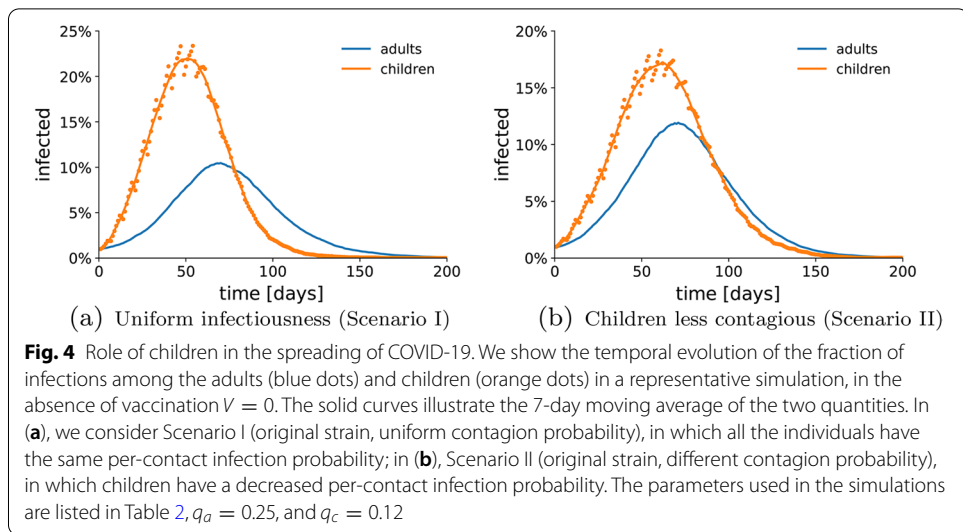 25%
20%
15%
10%
5%
0%
infected
adults
children
0
50
100
150
200
time [days]
(a) Uniform infectiousness (Scenario I)
20%
15%
10%
5%
0%
infected
adults
children
0
50
100
150
200
time [days]
(b) Children less contagious (Scenario II)
Fig. 4 Role of children in the spreading of COVID-19. We show the temporal evolution of the fraction of
infections among the adults (blue dots) and children (orange dots) in a representative simulation, in the
absence of vaccination V = 0. The solid curves illustrate the 7-day moving average of the two quantities. In
(a), we consider Scenario I (original strain, uniform contagion probability), in which all the individuals have
the same per-contact infection probability; in (b), Scenario II (original strain, different contagion probability),
in which children have a decreased per-contact infection probability. The parameters used in the simulations
are listed in Table 2, qₐ = 0.25, and q_c = 0.12